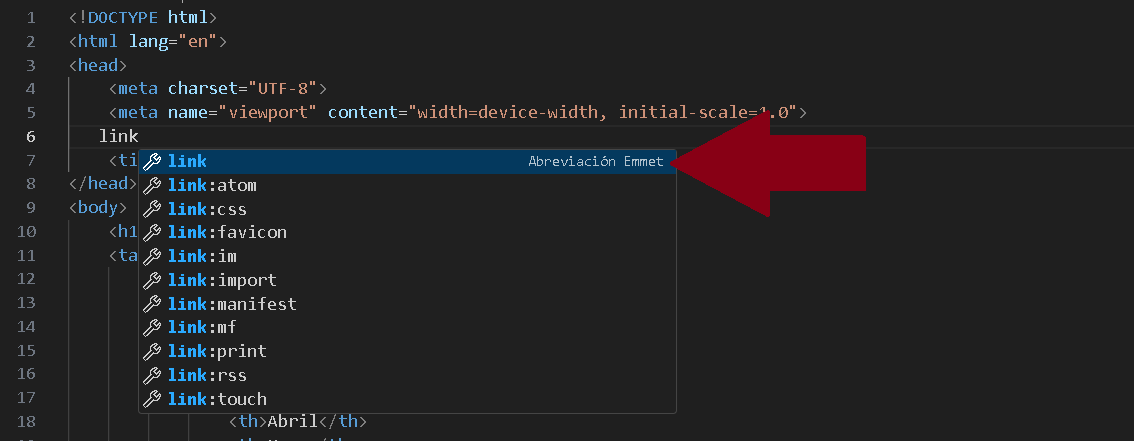 1 <!DOCTYPE html>
2 <html lang="en">
3 <head>
4 <meta charset="UTF-8">
5 <meta name="viewport" content="width=device-width, initial-scale=1.0">
6 link
7 <ti link Abreviación Emmet
8 </head> link:atom
9 <body> link:css
10 <h1 link:favicon
11 <ta link:im
12 link:import
13 link:manifest
14 link:mf
15 link:print
16 link:rss
17 link:touch
18 <th>Abril</th>